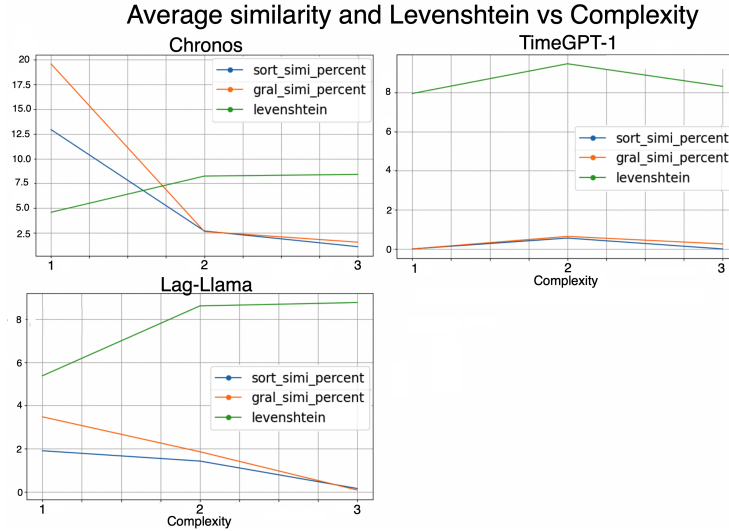 Average similarity and Levenshtein vs Complexity
Chronos
20
17.5
15.0
12.5
10.0
7.5
5.0
2.5
sort_simi_percent
gral_simi_percent
levenshtein
1
2
3
TimeGPT-1
8
6
4
2
0
sort_simi_percent
gral_simi_percent
levenshtein
1
2
3
Complexity
Lag-Llama
8
6
4
2
0
sort_simi_percent
gral_simi_percent
levenshtein
1
2
3
Complexity